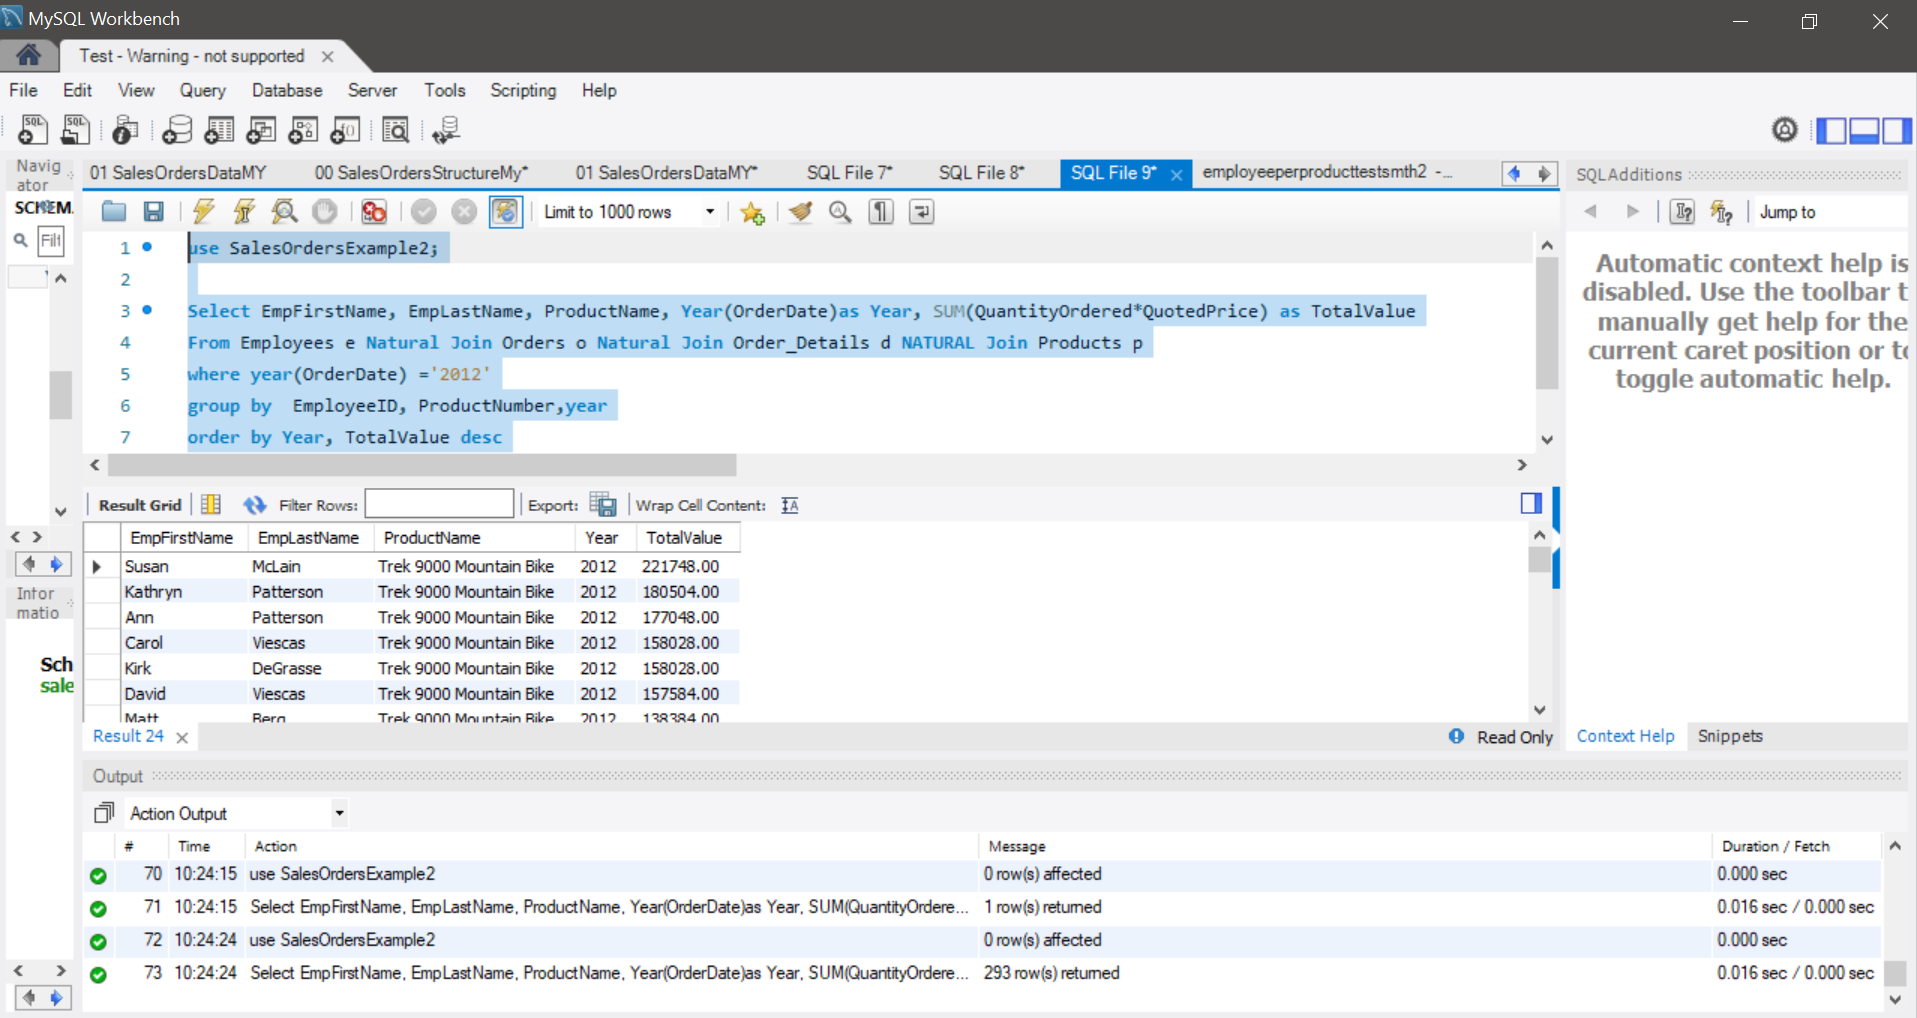 MySQL Workbench
Test - Warning - not supported
File Edit View Query Database Server Tools Scripting Help
Navig
ator
01 SalesOrdersDataMY 00 SalesOrdersStructureMy* 01 SalesOrdersDataMY* SQL File 7* SQL File 8* SQL File 9* employeeperproducttestsmth2 -...
SQLAdditions
SCHEM
Limit to 1000 rows
Jump to
Filt
1 use SalesOrdersExample2;
2
3 Select EmpFirstName, EmpLastName, ProductName, Year(OrderDate)as Year, SUM(QuantityOrdered*QuotedPrice) as TotalValue
4 From Employees e Natural Join Orders o Natural Join Order_Details d NATURAL Join Products p
5 where year(OrderDate) ='2012'
6 group by  EmployeeID, ProductNumber,year
7 order by Year, TotalValue desc
Automatic context help is
disabled. Use the toolbar t
manually get help for the
current caret position or to
toggle automatic help.
Result Grid Filter Rows: Export: Wrap Cell Content:
EmpFirstName EmpLastName ProductName Year TotalValue
Susan McLain Trek 9000 Mountain Bike 2012 221748.00
Kathryn Patterson Trek 9000 Mountain Bike 2012 180504.00
Ann Patterson Trek 9000 Mountain Bike 2012 177048.00
Carol Viescas Trek 9000 Mountain Bike 2012 158028.00
Kirk DeGrasse Trek 9000 Mountain Bike 2012 158028.00
David Viescas Trek 9000 Mountain Bike 2012 157584.00
Matt Berg Trek 9000 Mountain Bike 2012 138384.00
Infor
matio
Sch
sale
Result 24
Read Only
Context Help Snippets
Output
Action Output
# Time Action Message Duration / Fetch
70 10:24:15 use SalesOrdersExample2 0 row(s) affected 0.000 sec
71 10:24:15 Select EmpFirstName, EmpLastName, ProductName, Year(OrderDate)as Year, SUM(QuantityOrdere... 1 row(s) returned 0.016 sec / 0.000 sec
72 10:24:24 use SalesOrdersExample2 0 row(s) affected 0.000 sec
73 10:24:24 Select EmpFirstName, EmpLastName, ProductName, Year(OrderDate)as Year, SUM(QuantityOrdere... 293 row(s) returned 0.016 sec / 0.000 sec